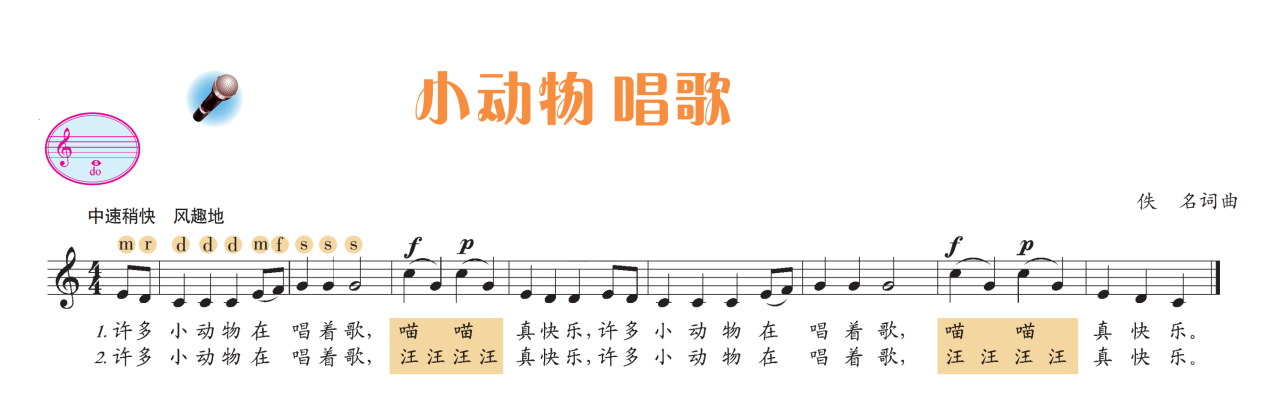 小动物 唱歌
do
佚 名词曲
中速稍快 风趣地
m r d d d m f s s s f p f p
4
4
1. 许多 小动物在 唱着歌, 喵 喵 真快乐, 许多 小动物在 唱着歌, 喵 喵 真快乐。
2. 许多 小动物在 唱着歌, 汪汪汪汪 真快乐, 许多 小动物在 唱着歌, 汪汪汪汪 真快乐。